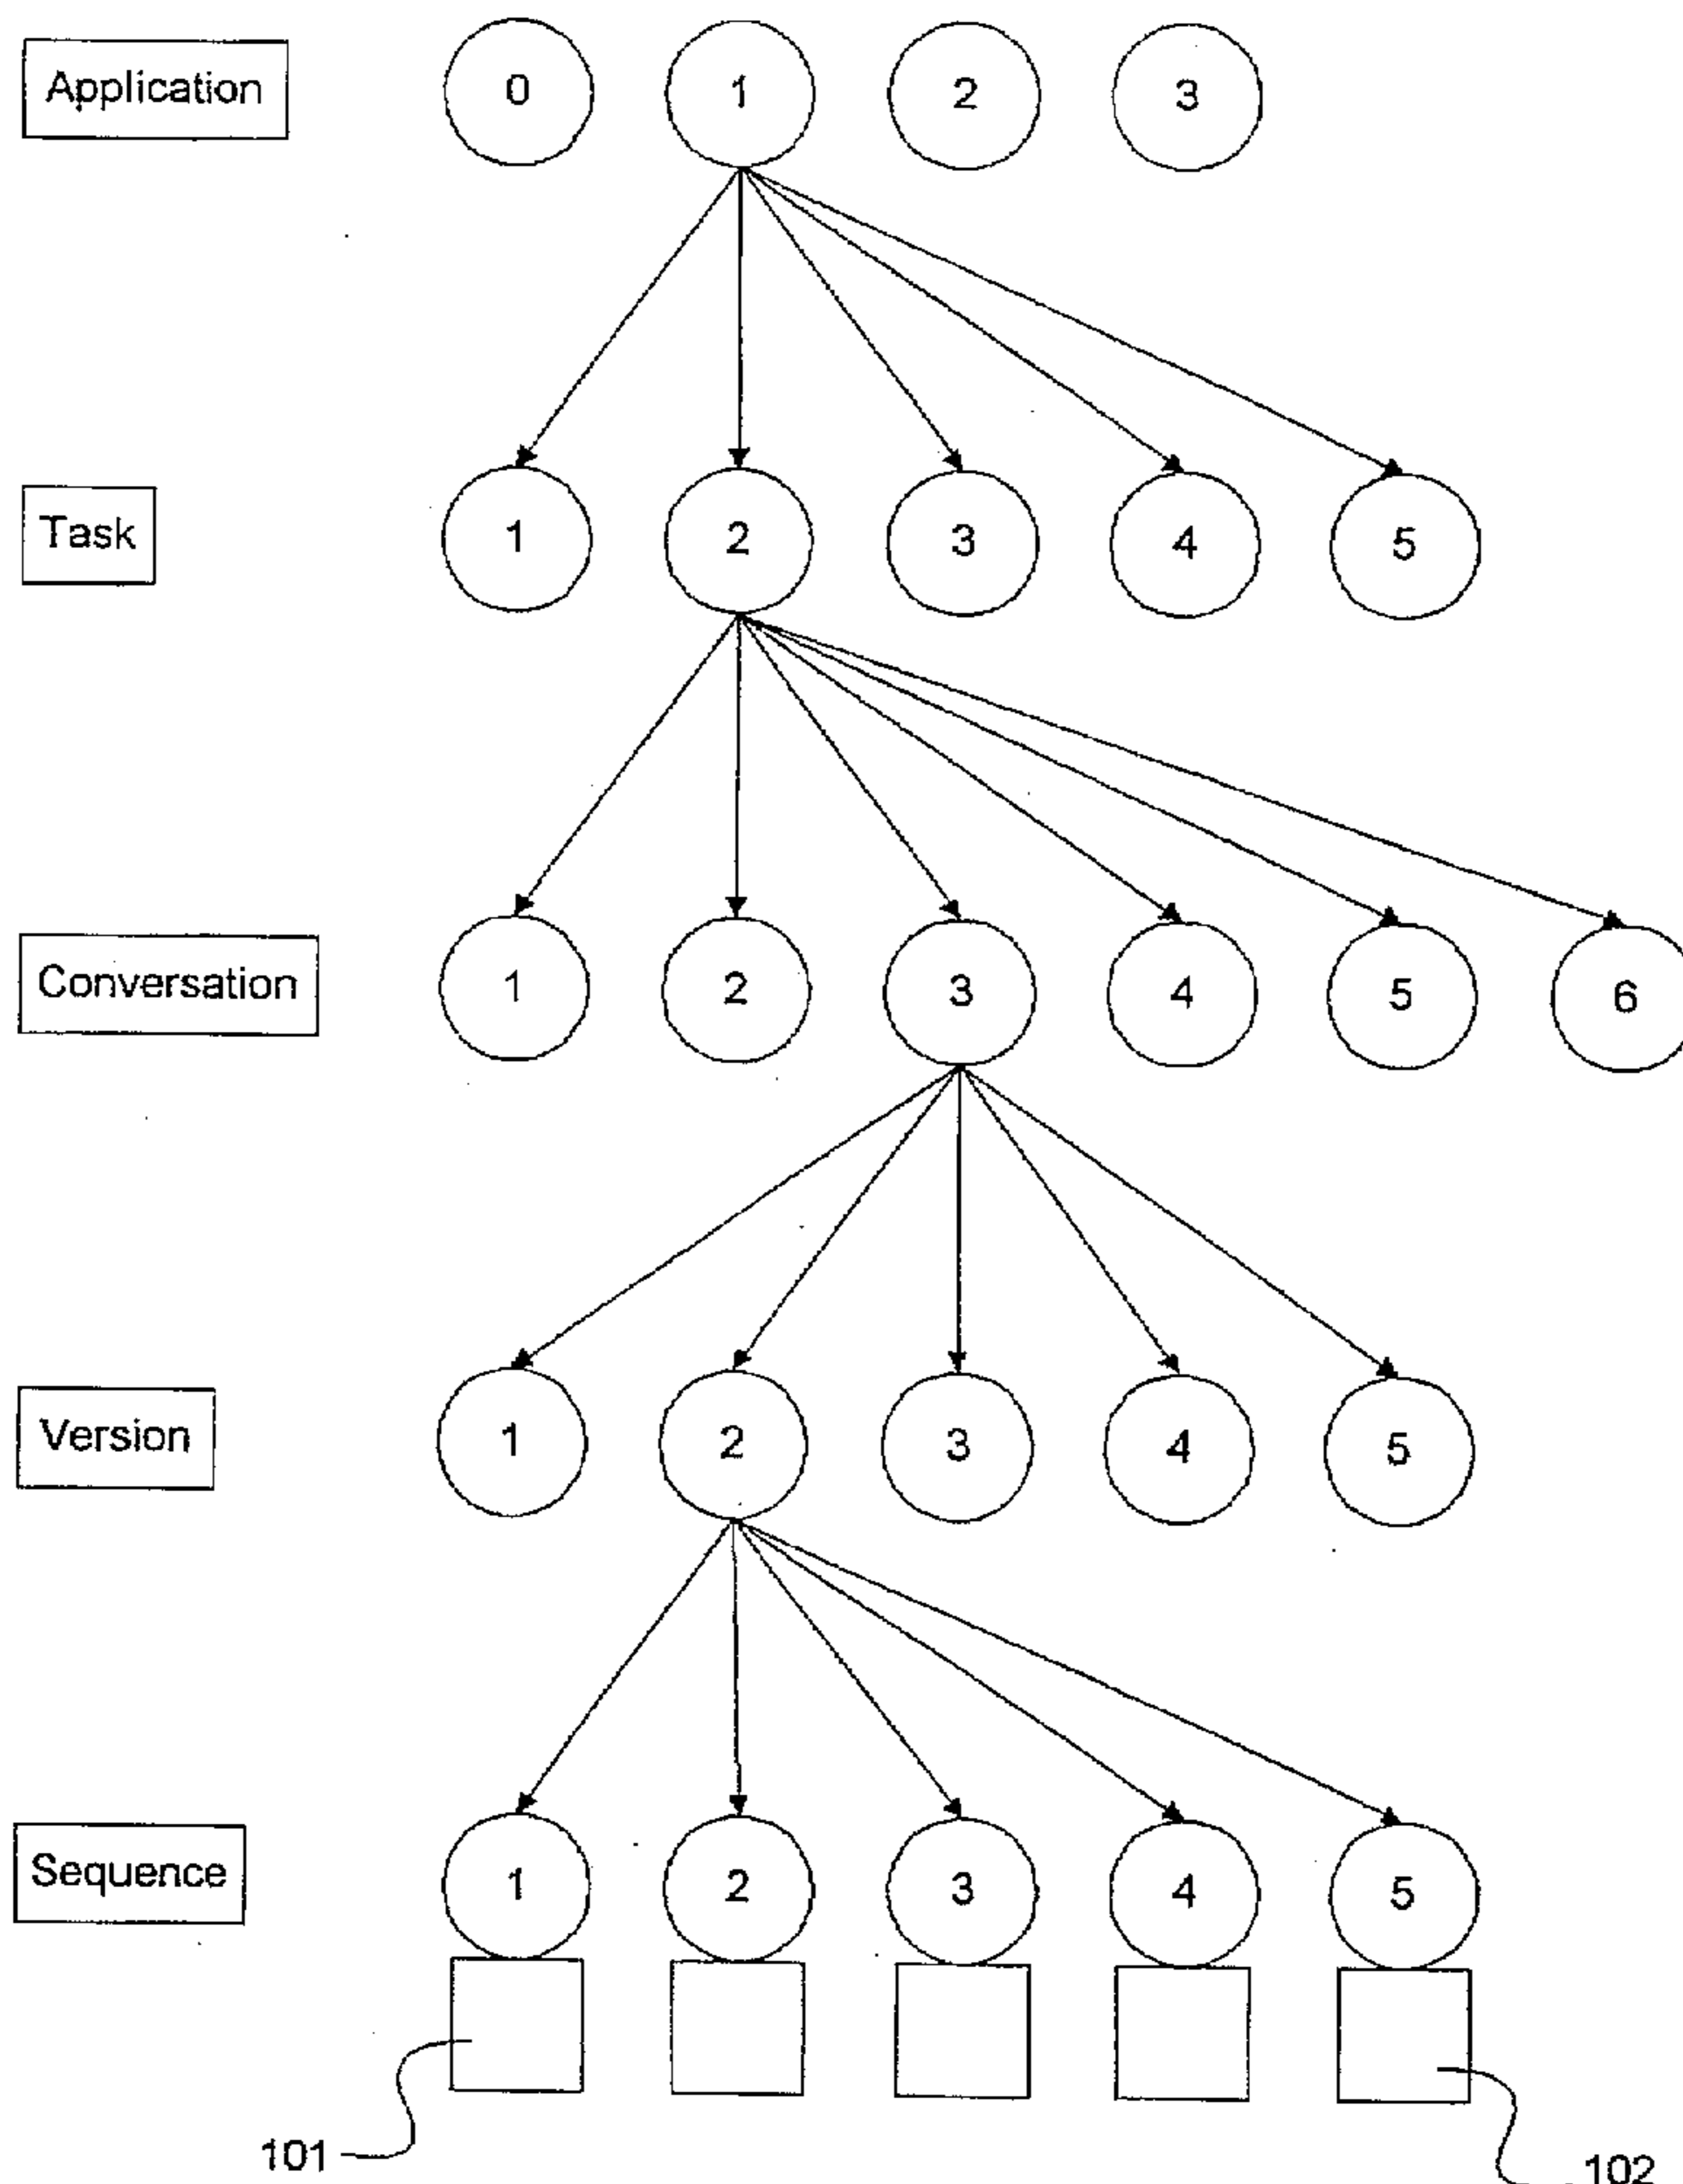 Application 0 1 2 3
Task 1 2 3 4 5
Conversation 1 2 3 4 5 6
Version 1 2 3 4 5
Sequence 1 2 3 4 5
101 102